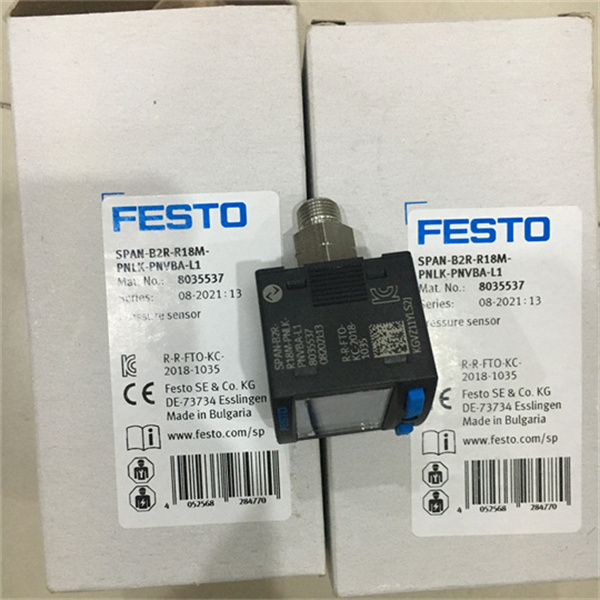 FESTO
SPAN-B2R-R18M-
PNLK-PNVBA-L1
Mat. No.: 8035537
Series: 08-2021:13
Pressure sensor
R-R-FTO-KC-
2018-1035
Festo SE & Co. KG
DE-73734 Esslingen
Made in Bulgaria
www.festo.com/sp
4 052568 284770
SPAN-B2R-
R18M-PNLK-
PNVBA-L1
8035537
08202113
R-R-FTO-
KC-2018-
1035
KGVZ11YLS2J
FESTO
FESTO
SPAN-B2R-R18M-
PNLK-PNVBA-L1
Mat. No.: 8035537
Series: 08-2021:13
Pressure sensor
R-R-FTO-KC-
2018-1035
Festo SE & Co. KG
DE-73734 Esslingen
Made in Bulgaria
www.festo.com/sp
4 052568 284770